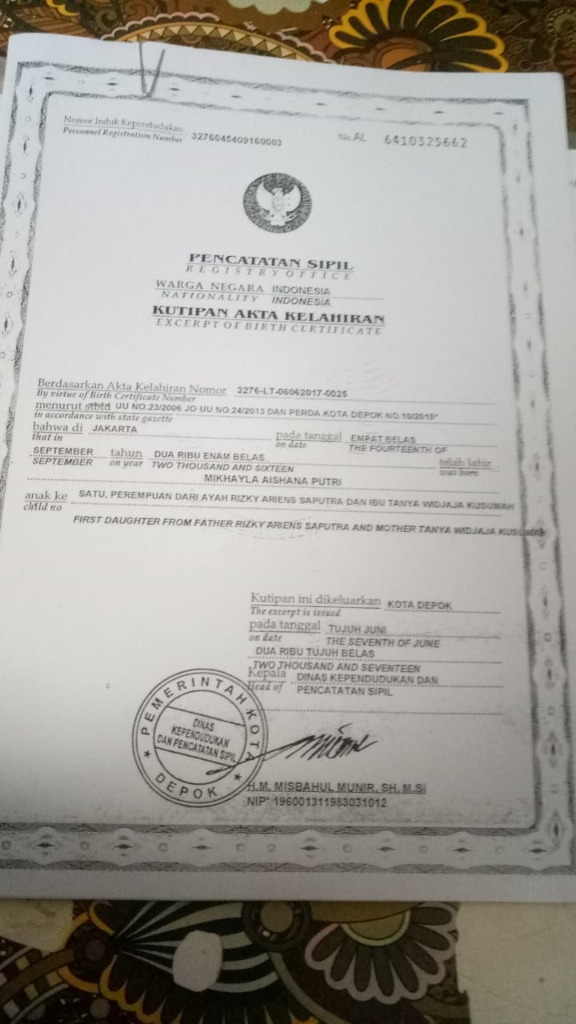 Nomor Induk Kependudukan
Personnel Registration Number 3276045409160003
No. AL 6410325662
PENCATATAN SIPIL
REGISTRY OFFICE
WARGA NEGARA INDONESIA
NATIONALITY INDONESIA
KUTIPAN AKTA KELAHIRAN
EXCERPT OF BIRTH CERTIFICATE
Berdasarkan Akta Kelahiran Nomor 3276-LT-06062017-0025
By virtue of Birth Certificate Number
menurut stbtd UU NO.23/2006 JO UU NO.24/2013 DAN PERDA KOTA DEPOK NO.10/2015*
in accordance with state gazette
bahwa di JAKARTA pada tanggal EMPAT BELAS
that in on date THE FOURTEENTH OF
SEPTEMBER tahun DUA RIBU ENAM BELAS telah lahir
SEPTEMBER on year TWO THOUSAND AND SIXTEEN was born
MIKHAYLA AISHANA PUTRI
anak ke SATU, PEREMPUAN DARI AYAH RIZKY ARIENS SAPUTRA DAN IBU TANYA WIDJAJA KUSUMAH
child no
FIRST DAUGHTER FROM FATHER RIZKY ARIENS SAPUTRA AND MOTHER TANYA WIDJAJA KUSUMAH
Kutipan ini dikeluarkan KOTA DEPOK
The excerpt is issued
pada tanggal TUJUH JUNI
on date THE SEVENTH OF JUNE
DUA RIBU TUJUH BELAS
TWO THOUSAND AND SEVENTEEN
Kepala DINAS KEPENDUDUKAN DAN
Head of PENCATATAN SIPIL
PEMERINTAH KOTA
DINAS
KEPENDUDUKAN
DAN PENCATATAN SIPIL
DEPOK
H.M. MISBAHUL MUNIR, SH, M.Si
NIP* 196001311983031012